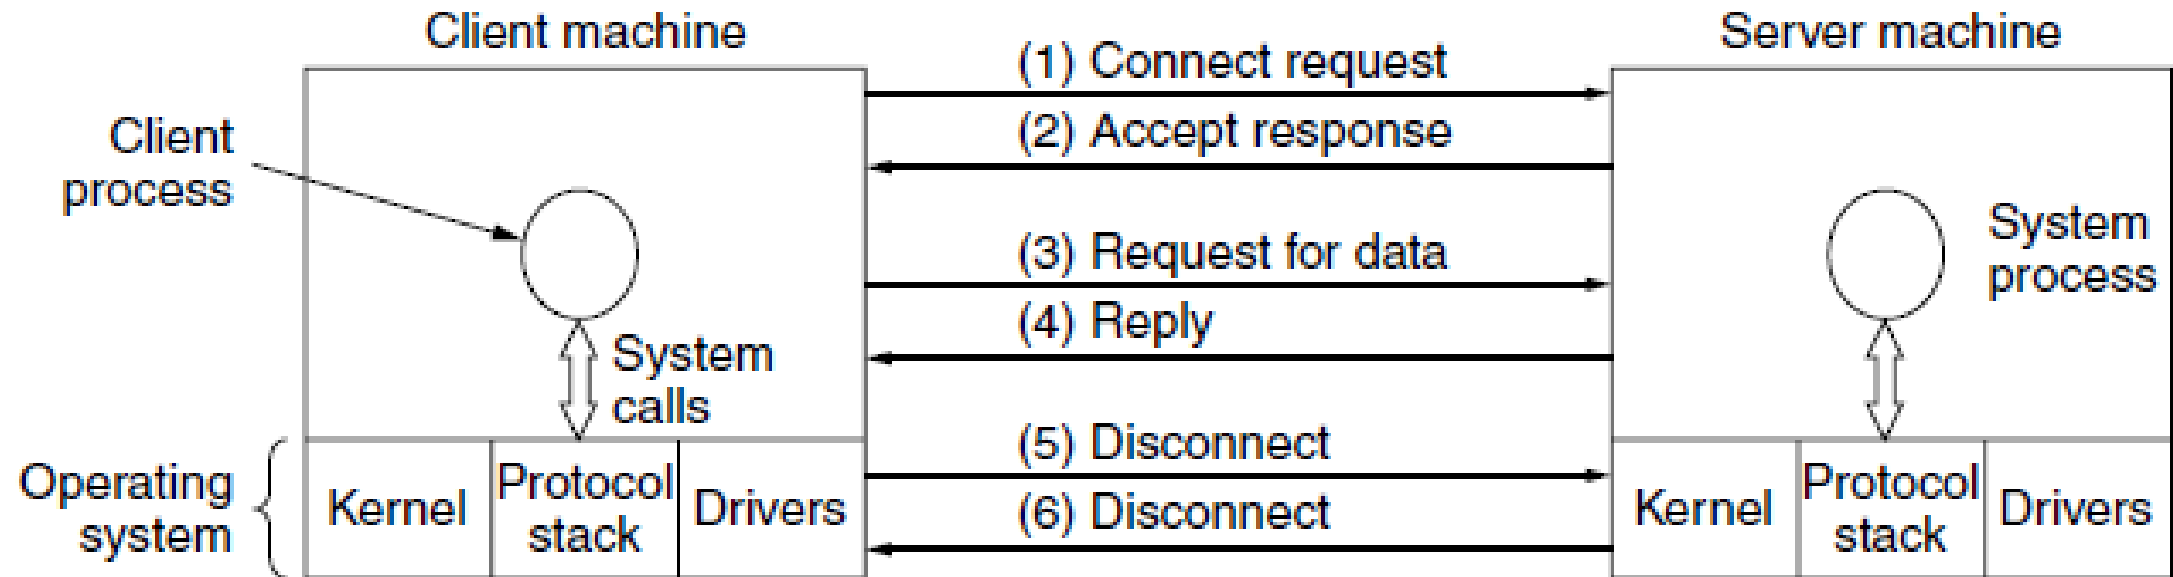 Client machine
Server machine
(1) Connect request
(2) Accept response
Client
process
(3) Request for data
System
process
(4) Reply
System
calls
(5) Disconnect
Operating
system
Kernel
Protocol
stack
Drivers
(6) Disconnect
Kernel
Protocol
stack
Drivers